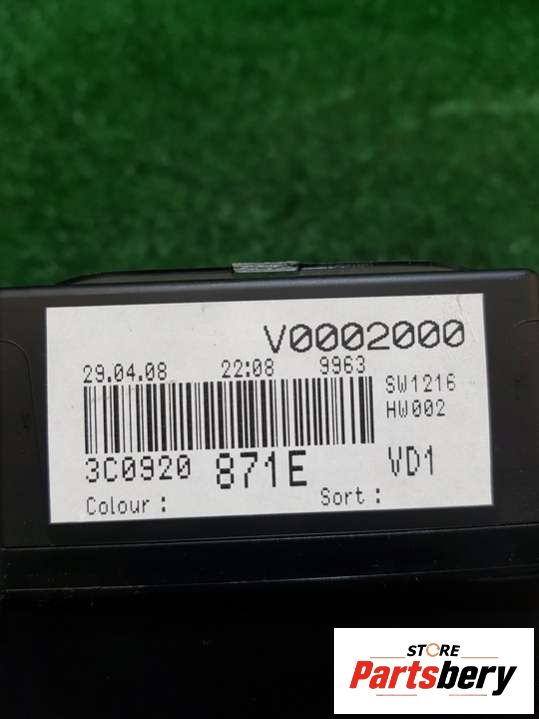 V0002000
29.04.08 22:08 9963
SW1216
HW002
3C0920 871E VD1
Colour : Sort :
STORE
Partsbery